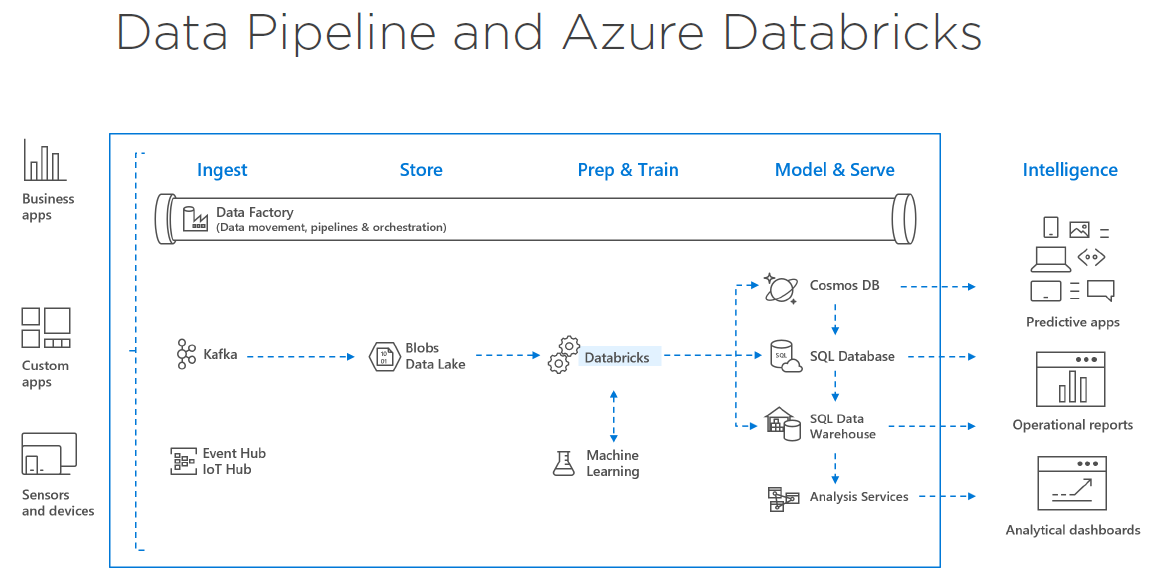 Data Pipeline and Azure Databricks
Ingest
Store
Prep & Train
Model & Serve
Intelligence
Business
apps
Custom
apps
Sensors
and devices
Data Factory
(Data movement, pipelines & orchestration)
Kafka
Event Hub
IoT Hub
10
01
Blobs
Data Lake
Databricks
Machine
Learning
Cosmos DB
SQL
SQL Database
SQL Data
Warehouse
Analysis Services
Predictive apps
Operational reports
Analytical dashboards